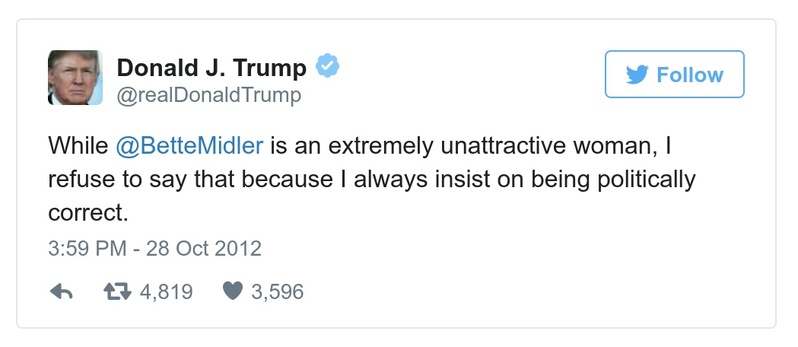 Donald J. Trump
Follow
@realDonaldTrump
While @BetteMidler is an extremely unattractive woman, I
refuse to say that because I always insist on being politically
correct.
3:59 PM - 28 Oct 2012
4,819 3,596